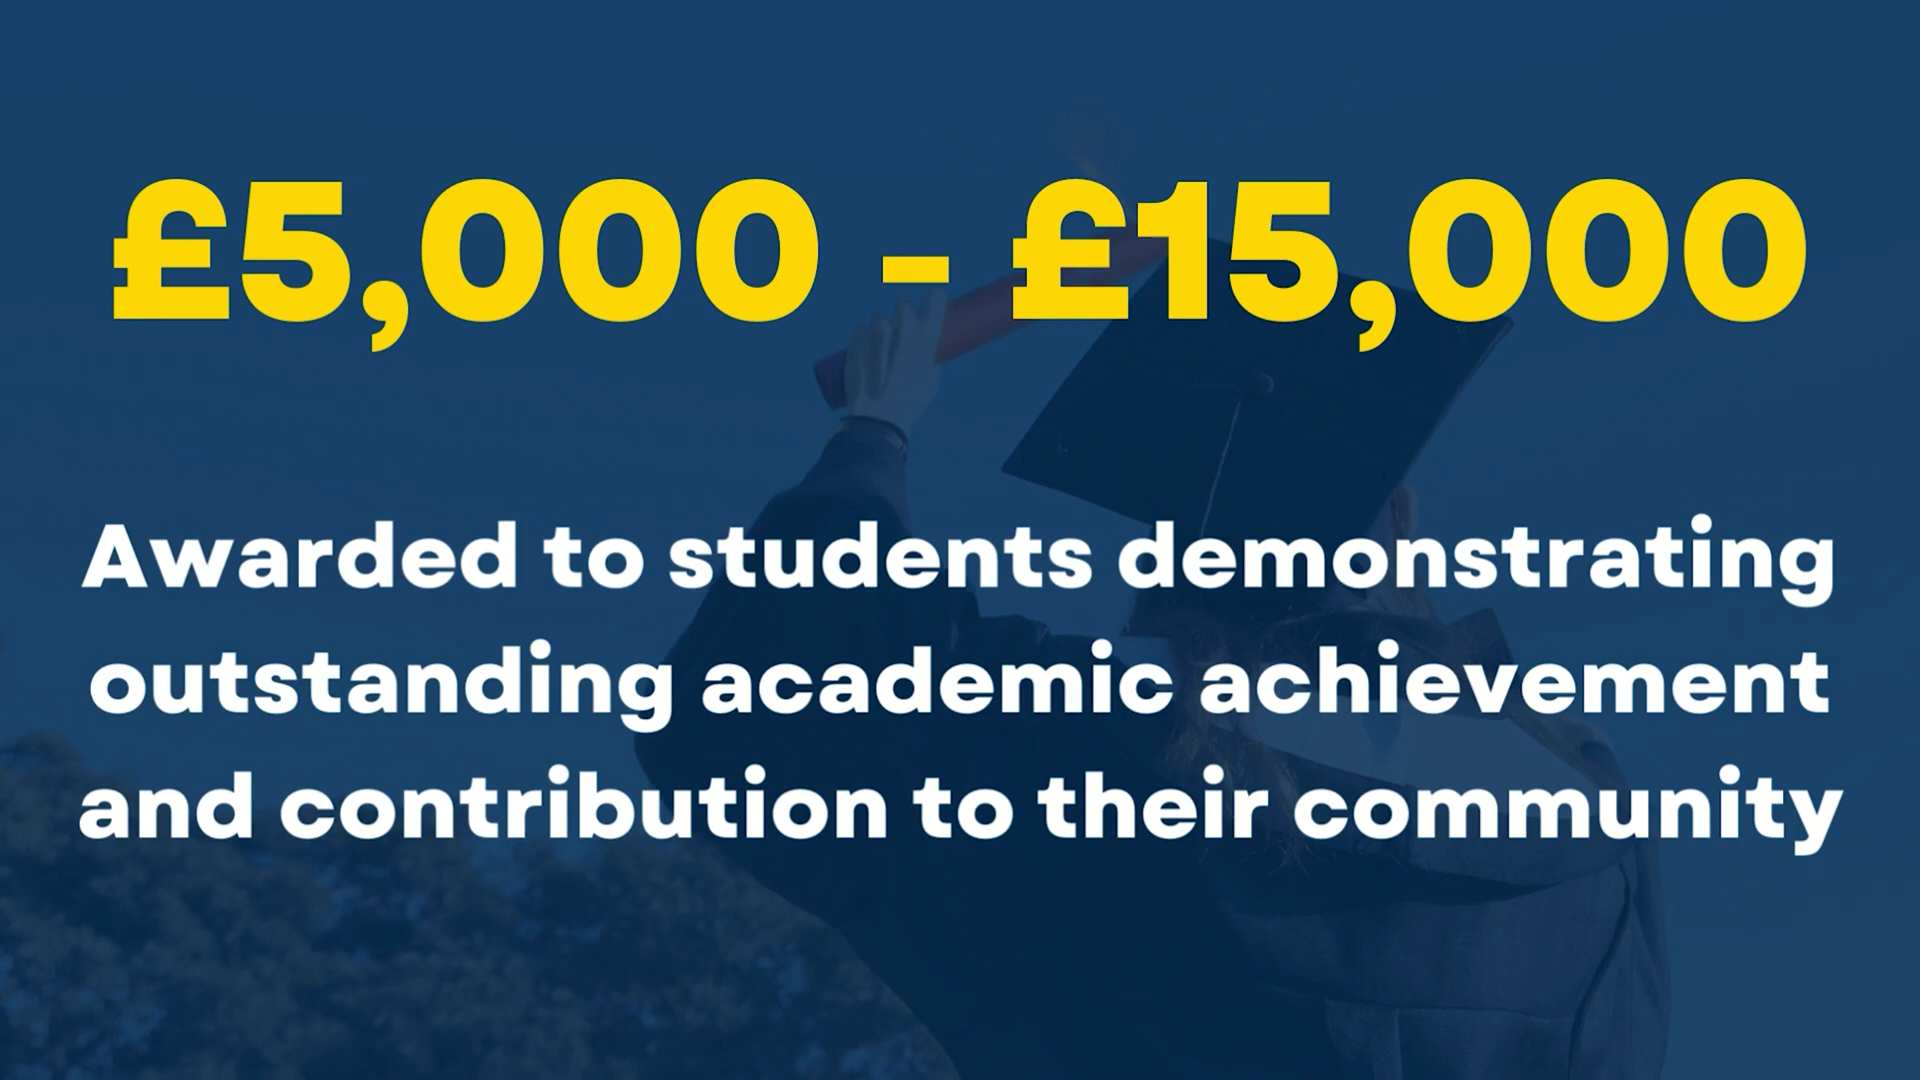 £5,000 - £15,000
Awarded to students demonstrating
outstanding academic achievement
and contribution to their community